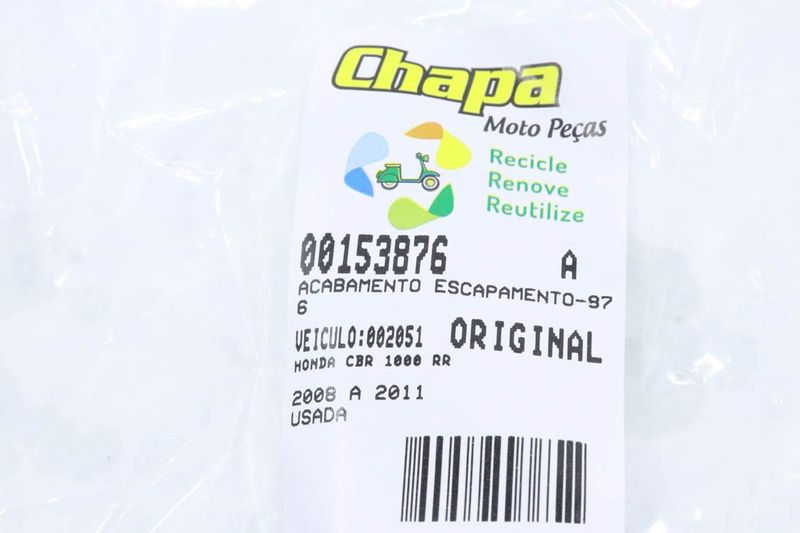 Chapa
Moto Peças
Recicle
Renove
Reutilize
00153876 A
ACABAMENTO ESCAPAMENTO-97
6
VEICULO:002051 ORIGINAL
HONDA CBR 1000 RR
2008 A 2011
USADA